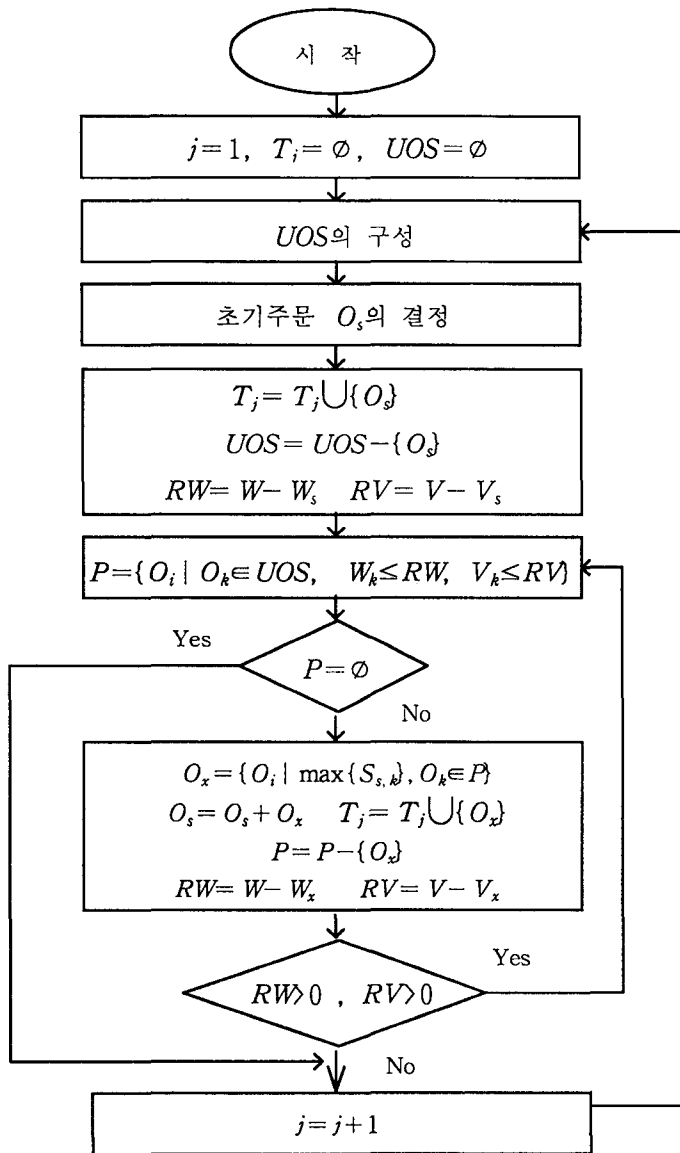 시 작
j=1, T_j=∅, UOS=∅
UOS의 구성
초기주문 O_s의 결정
T_j=T_j⋃{O_s}
UOS=UOS−{O_s}
RW=W−W_s RV=V−V_s
P={O_i | O_k∈UOS, W_k≤RW, V_k≤RV}
Yes
P=∅
No
O_x={O_i | max{S_{s,k}}, O_k∈P}
O_s=O_s+O_x T_j=T_j⋃{O_x}
P=P−{O_x}
RW=W−W_x RV=V−V_x
Yes
RW>0 , RV>0
No
j=j+1